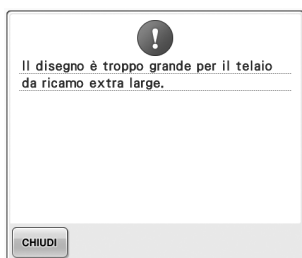 Il disegno è troppo grande per il telaio
da ricamo extra large.
CHIUDI